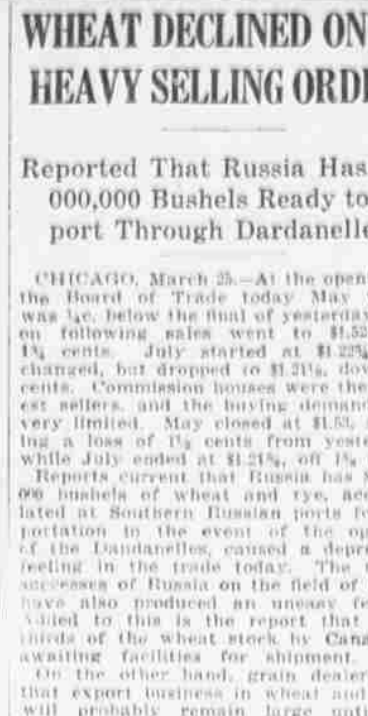 WHEAT DECLINED ON
HEAVY SELLING ORD
Reported That Russia Has
000,000 Bushels Ready to
port Through Dardanell
CHICAGO, March 25.—At the open
the Board of Trade today May
was ¼c. below the final of yesterday
on following sales went to $1.52
1¾ cents. July started at $1.22¾
changed, but dropped to $1.21⅛, dow
cents. Commission houses were the
est sellers, and the buying demand
very limited. May closed at $1.53,
ing a loss of 1⅛ cents from yeste
while July ended at $1.21⅜, off 1⅜
Reports current that Russia has
000 bushels of wheat and rye, acc
lated at Southern Russian ports fo
portation in the event of the op
of the Dandanelles, caused a depre
feeling in the trade today. The
successes of Russia on the field of
have also produced an uneasy fe
Added to this is the report that
thirds of the wheat stock by Cana
awaiting facilities for shipment.
On the other hand, grain dealer
that export business in wheat and
will probably remain large unti